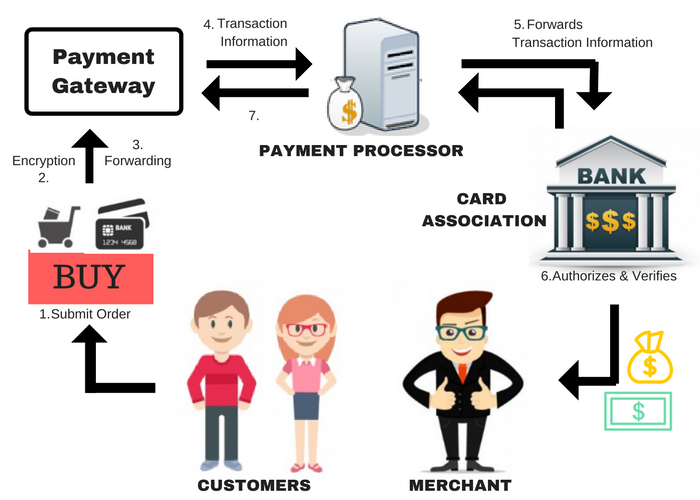 Payment
Gateway
4. Transaction
Information
5. Forwards
Transaction Information
7.
PAYMENT PROCESSOR
Encryption
2.
3.
Forwarding
BANK
1234 4568
BUY
1.Submit Order
CARD
ASSOCIATION
BANK
$$$
6.Authorizes & Verifies
$
$
$
CUSTOMERS
MERCHANT